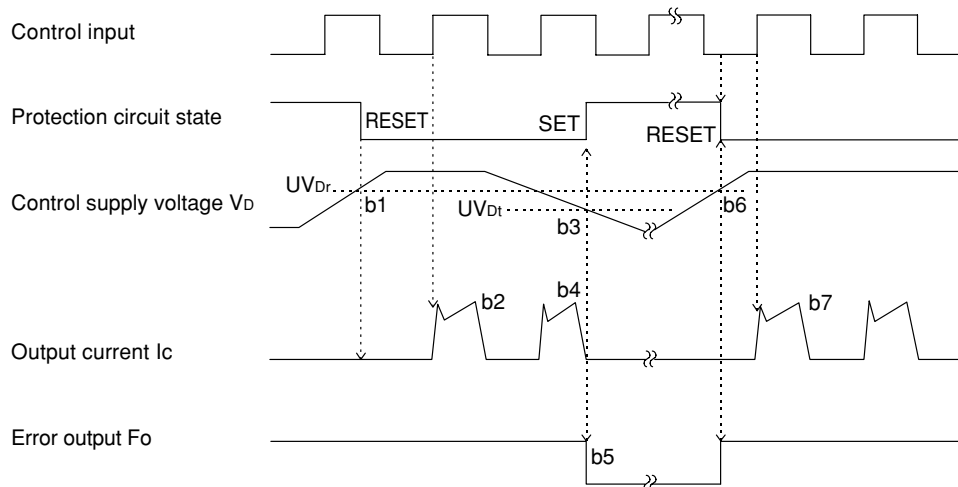 Control input
Protection circuit state
RESET
SET
RESET
Control supply voltage VD
UVDr
b1
UVDt
b3
b6
Output current Ic
b2
b4
b7
Error output Fo
b5